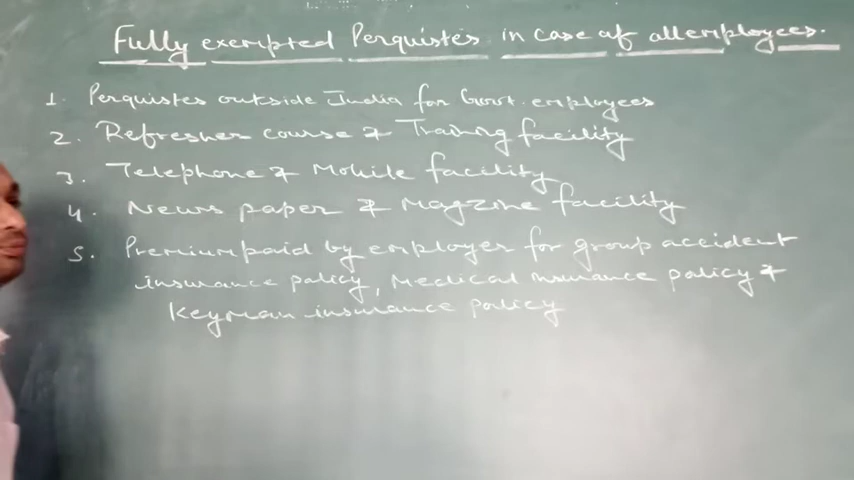 Fully exempted Perquistes in case of all employees.
1. Perquistes outside India for Govt. employees
2. Refresher course & Training facility
3. Telephone & Mobile facility
4. News paper & Magzine facility
5. Premium paid by employer for group accident
insurance policy, Medical insurance policy &
Keyman insurance policy